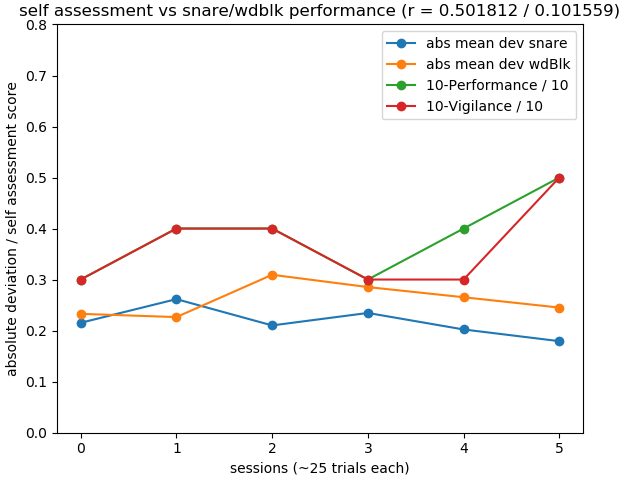 self assessment vs snare/wdblk performance (r = 0.501812 / 0.101559)
abs mean dev snare
abs mean dev wdBlk
10-Performance / 10
10-Vigilance / 10
absolute deviation / self assessment score
0.8
0.7
0.6
0.5
0.4
0.3
0.2
0.1
0.0
0 1 2 3 4 5
sessions (~25 trials each)